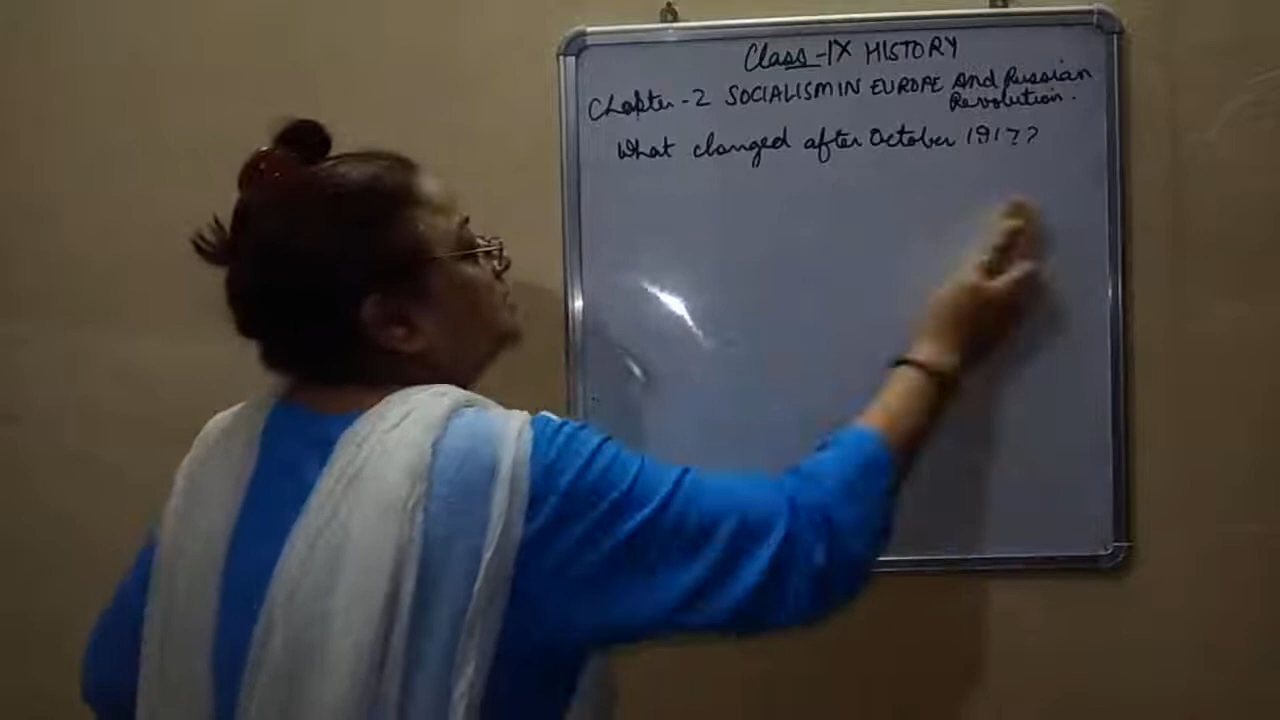 Class-IX HISTORY
Chapter-2 SOCIALISM IN EUROPE And Russian
Revolution.
What changed after October 1917?